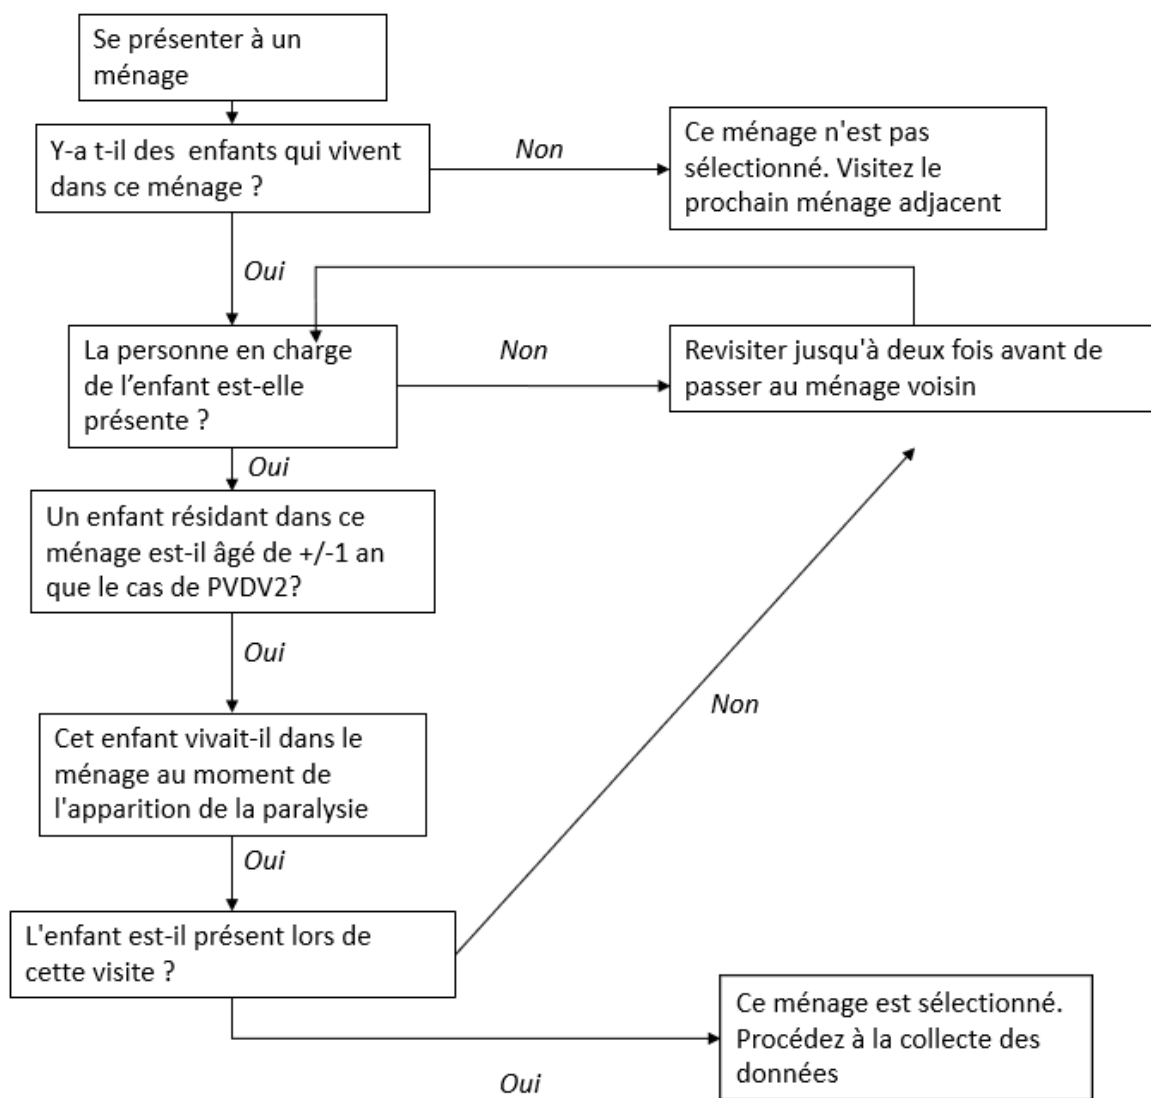 Se présenter à un
ménage
Y-a t-il des  enfants qui vivent
dans ce ménage ?
Non
Ce ménage n'est pas
sélectionné. Visitez le
prochain ménage adjacent
Oui
La personne en charge
de l’enfant est-elle
présente ?
Non
Revisiter jusqu'à deux fois avant de
passer au ménage voisin
Oui
Un enfant résidant dans ce
ménage est-il âgé de +/-1 an
que le cas de PVDV2?
Oui
Non
Cet enfant vivait-il dans le
ménage au moment de
l'apparition de la paralysie
Oui
L'enfant est-il présent lors de
cette visite ?
Ce ménage est sélectionné.
Procédez à la collecte des
données
Oui